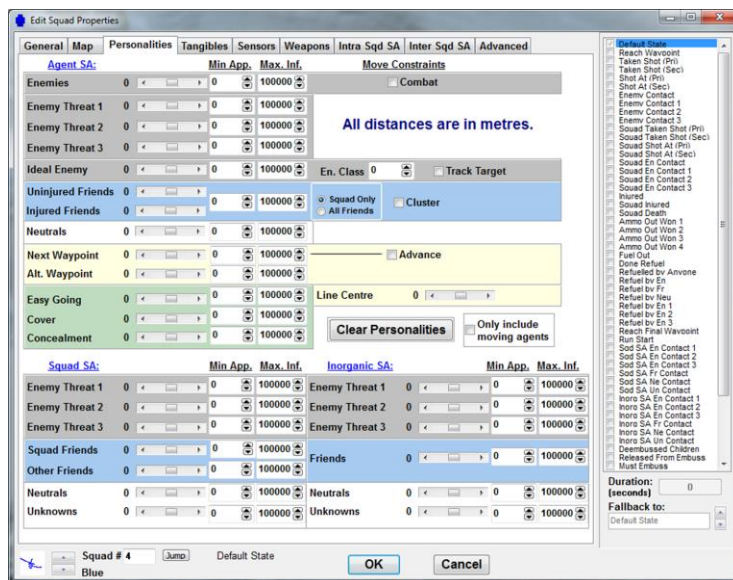 Edit Squad Properties
General Map Personalities Tangibles Sensors Weapons Intra Sqd SA Inter Sqd SA Advanced
Agent SA: Min App. Max. Inf. Move Constraints
Enemies 0 0 100000 Combat
Enemy Threat 1 0 0 100000
Enemy Threat 2 0 0 100000
Enemy Threat 3 0 0 100000
All distances are in metres.
Ideal Enemy 0 0 100000 En. Class 0 Track Target
Uninjured Friends 0
Injured Friends 0
0 100000
Squad Only
All Friends
Cluster
Neutrals 0 0 100000
Next Waypoint 0 0 100000 Advance
Alt. Waypoint 0 0 100000
Easy Going 0 0 100000 Line Centre 0
Cover 0 0 100000
Concealment 0 0 100000
Clear Personalities
Only include
moving agents
Squad SA: Min App. Max. Inf.
Enemy Threat 1 0 0 100000
Enemy Threat 2 0 0 100000
Enemy Threat 3 0 0 100000
Squad Friends 0 0 100000
Other Friends 0 0 100000
Neutrals 0 0 100000
Unknowns 0 0 100000
Inorganic SA: Min App. Max. Inf.
Enemy Threat 1 0 0 100000
Enemy Threat 2 0 0 100000
Enemy Threat 3 0 0 100000
Friends 0 0 100000
Neutrals 0 0 100000
Unknowns 0 0 100000
Default State
Reach Waypoint
Taken Shot (Pri)
Taken Shot (Sec)
Shot At (Pri)
Shot At (Sec)
Enemy Contact
Enemy Contact 1
Enemy Contact 2
Enemy Contact 3
Squad Taken Shot (Pri)
Squad Taken Shot (Sec)
Squad Shot At (Pri)
Squad Shot At (Sec)
Squad En Contact
Squad En Contact 1
Squad En Contact 2
Squad En Contact 3
Injured
Squad Injured
Squad Death
Ammo Out Wpn 1
Ammo Out Wpn 2
Ammo Out Wpn 3
Ammo Out Wpn 4
Fuel Out
Done Refuel
Refuelled by Anyone
Refuel by En
Refuel by Fr
Refuel by Neu
Refuel by En 1
Refuel by En 2
Refuel by En 3
Reach Final Waypoint
Run Start
Sqd SA En Contact 1
Sqd SA En Contact 2
Sqd SA En Contact 3
Sqd SA Fr Contact
Sqd SA Ne Contact
Sqd SA Un Contact
Inorg SA En Contact 1
Inorg SA En Contact 2
Inorg SA En Contact 3
Inorg SA Fr Contact
Inorg SA Ne Contact
Inorg SA Un Contact
Deembussed Children
Released From Embuss
Must Embuss
Duration:
(seconds) 0
Fallback to:
Default State
Squad # 4 Jump Default State
Blue
OK Cancel